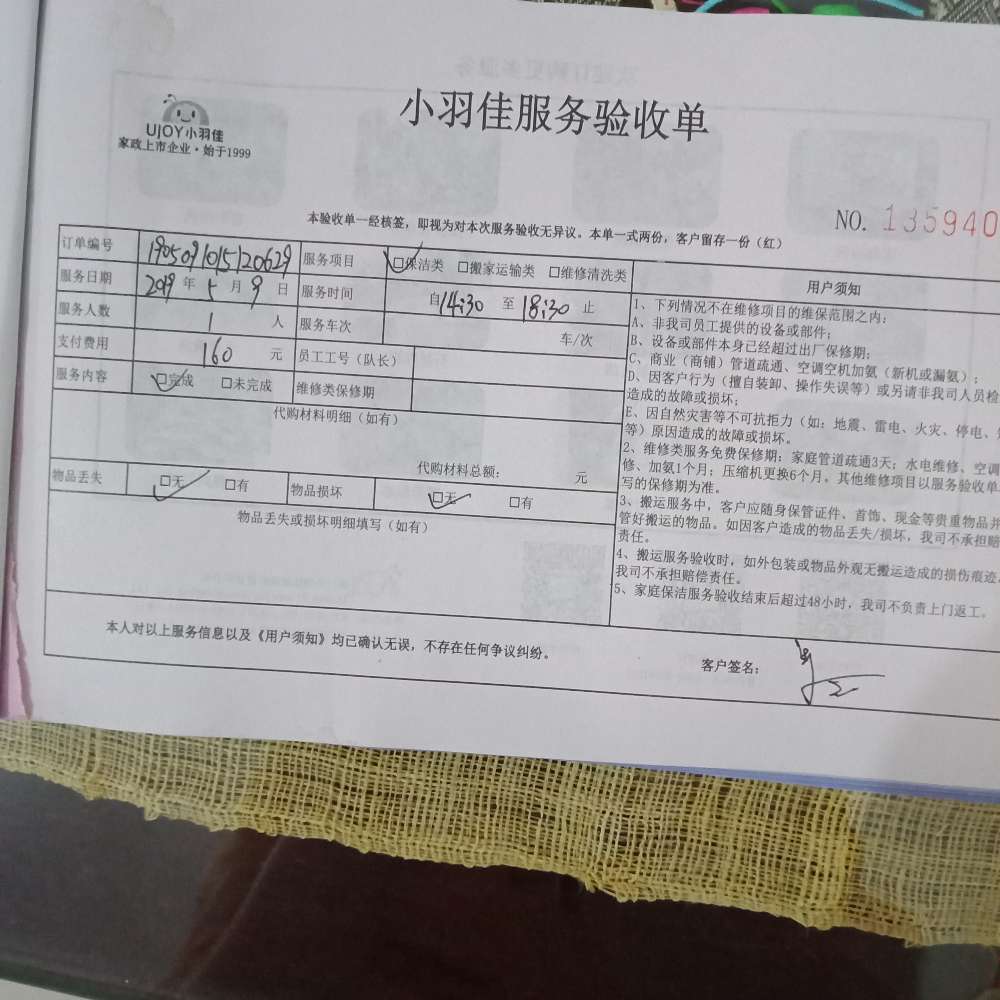 小羽佳服务验收单
UJOY小羽佳
家政上市企业·始于1999
NO. 135940
本验收单一经核签，即视为对本次服务验收无异议。本单一式两份，客户留存一份（红）
订单编号 1905091015120629 服务项目 □保洁类 □搬家运输类 □维修清洗类
服务日期 2019 年 5 月 9 日 服务时间 自14:30 至 18:30 止
服务人数 1 人 服务车次 车/次
支付费用 160 元 员工工号（队长）
服务内容 □完成 □未完成 维修类保修期
代购材料明细（如有）
代购材料总额： 元
物品丢失 □无 □有 物品损坏 □无 □有
物品丢失或损坏明细填写（如有）
用户须知
1、下列情况不在维修项目的维保范围之内：
A、非我司员工提供的设备或部件；
B、设备或部件本身已经超过出厂保修期；
C、商业（商铺）管道疏通、空调空机加氨（新机或漏氨）；
D、因客户行为（擅自装卸、操作失误等）或另请非我司人员检
造成的故障或损坏；
E、因自然灾害等不可抗拒力（如：地震、雷电、火灾、停电、
等）原因造成的故障或损坏。
2、维修类服务免费保修期：家庭管道疏通3天；水电维修、空调
修、加氨1个月；压缩机更换6个月，其他维修项目以服务验收单
写的保修期为准。
3、搬运服务中，客户应随身保管证件、首饰、现金等贵重物品并
管好搬运的物品。如因客户造成的物品丢失/损坏，我司不承担赔
责任。
4、搬运服务验收时，如外包装或物品外观无搬运造成的损伤痕迹，
我司不承担赔偿责任。
5、家庭保洁服务验收结束后超过48小时，我司不负责上门返工。
本人对以上服务信息以及《用户须知》均已确认无误，不存在任何争议纠纷。
客户签名：